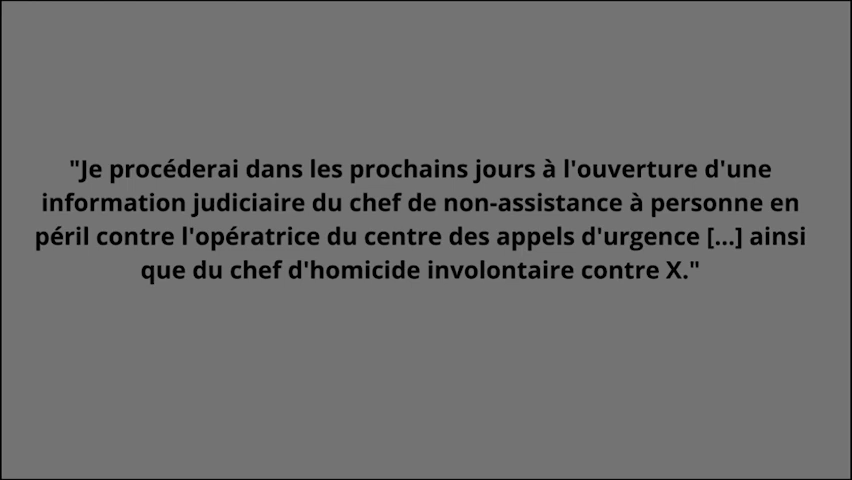 "Je procéderai dans les prochains jours à l'ouverture d'une
information judiciaire du chef de non-assistance à personne en
péril contre l'opératrice du centre des appels d'urgence [...] ainsi
que du chef d'homicide involontaire contre X."